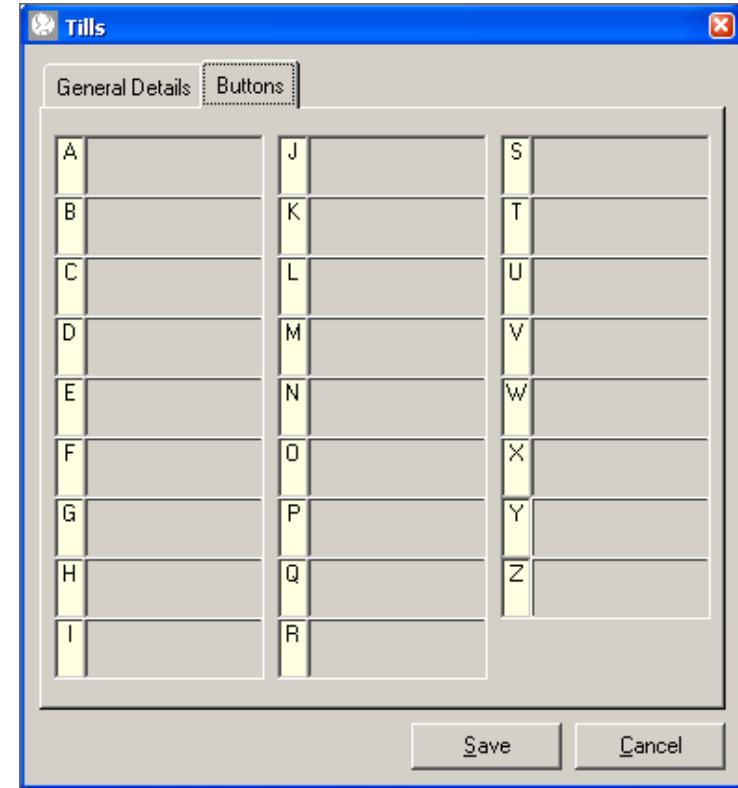 Tills
General Details Buttons
A J S
B K T
C L U
D M V
E N W
F O X
G P Y
H Q Z
I R
Save Cancel